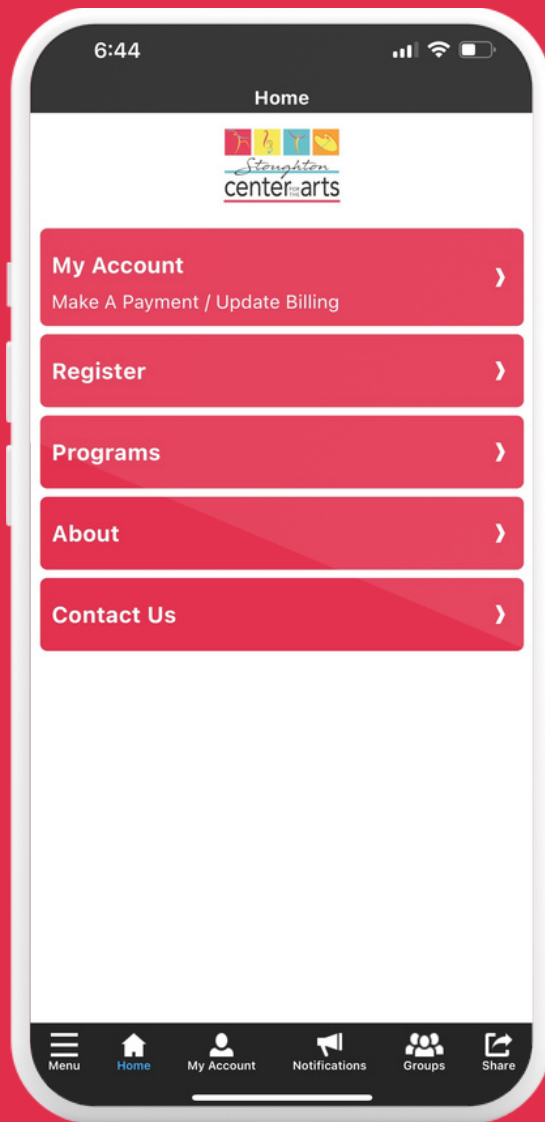 6:44
Home
Stoughton
center FOR THE arts
My Account
Make A Payment / Update Billing
Register
Programs
About
Contact Us
Menu
Home
My Account
Notifications
Groups
Share